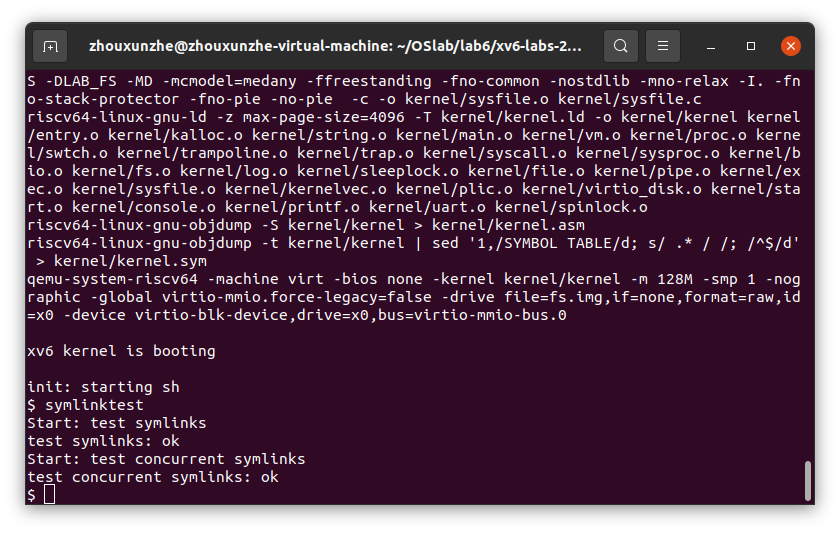 zhouxunzhe@zhouxunzhe-virtual-machine: ~/OSlab/lab6/xv6-labs-2...
S -DLAB_FS -MD -mcmodel=medany -ffreestanding -fno-common -nostdlib -mno-relax -I. -fn
o-stack-protector -fno-pie -no-pie  -c -o kernel/sysfile.o kernel/sysfile.c
riscv64-linux-gnu-ld -z max-page-size=4096 -T kernel/kernel.ld -o kernel/kernel kernel
/entry.o kernel/kalloc.o kernel/string.o kernel/main.o kernel/vm.o kernel/proc.o kerne
l/swtch.o kernel/trampoline.o kernel/trap.o kernel/syscall.o kernel/sysproc.o kernel/b
io.o kernel/fs.o kernel/log.o kernel/sleeplock.o kernel/file.o kernel/pipe.o kernel/ex
ec.o kernel/sysfile.o kernel/kernelvec.o kernel/plic.o kernel/virtio_disk.o kernel/sta
rt.o kernel/console.o kernel/printf.o kernel/uart.o kernel/spinlock.o
riscv64-linux-gnu-objdump -S kernel/kernel > kernel/kernel.asm
riscv64-linux-gnu-objdump -t kernel/kernel | sed '1,/SYMBOL TABLE/d; s/ .* / /; /^$/d'
 > kernel/kernel.sym
qemu-system-riscv64 -machine virt -bios none -kernel kernel/kernel -m 128M -smp 1 -nog
raphic -global virtio-mmio.force-legacy=false -drive file=fs.img,if=none,format=raw,id
=x0 -device virtio-blk-device,drive=x0,bus=virtio-mmio-bus.0
xv6 kernel is booting
init: starting sh
$ symlinktest
Start: test symlinks
test symlinks: ok
Start: test concurrent symlinks
test concurrent symlinks: ok
$